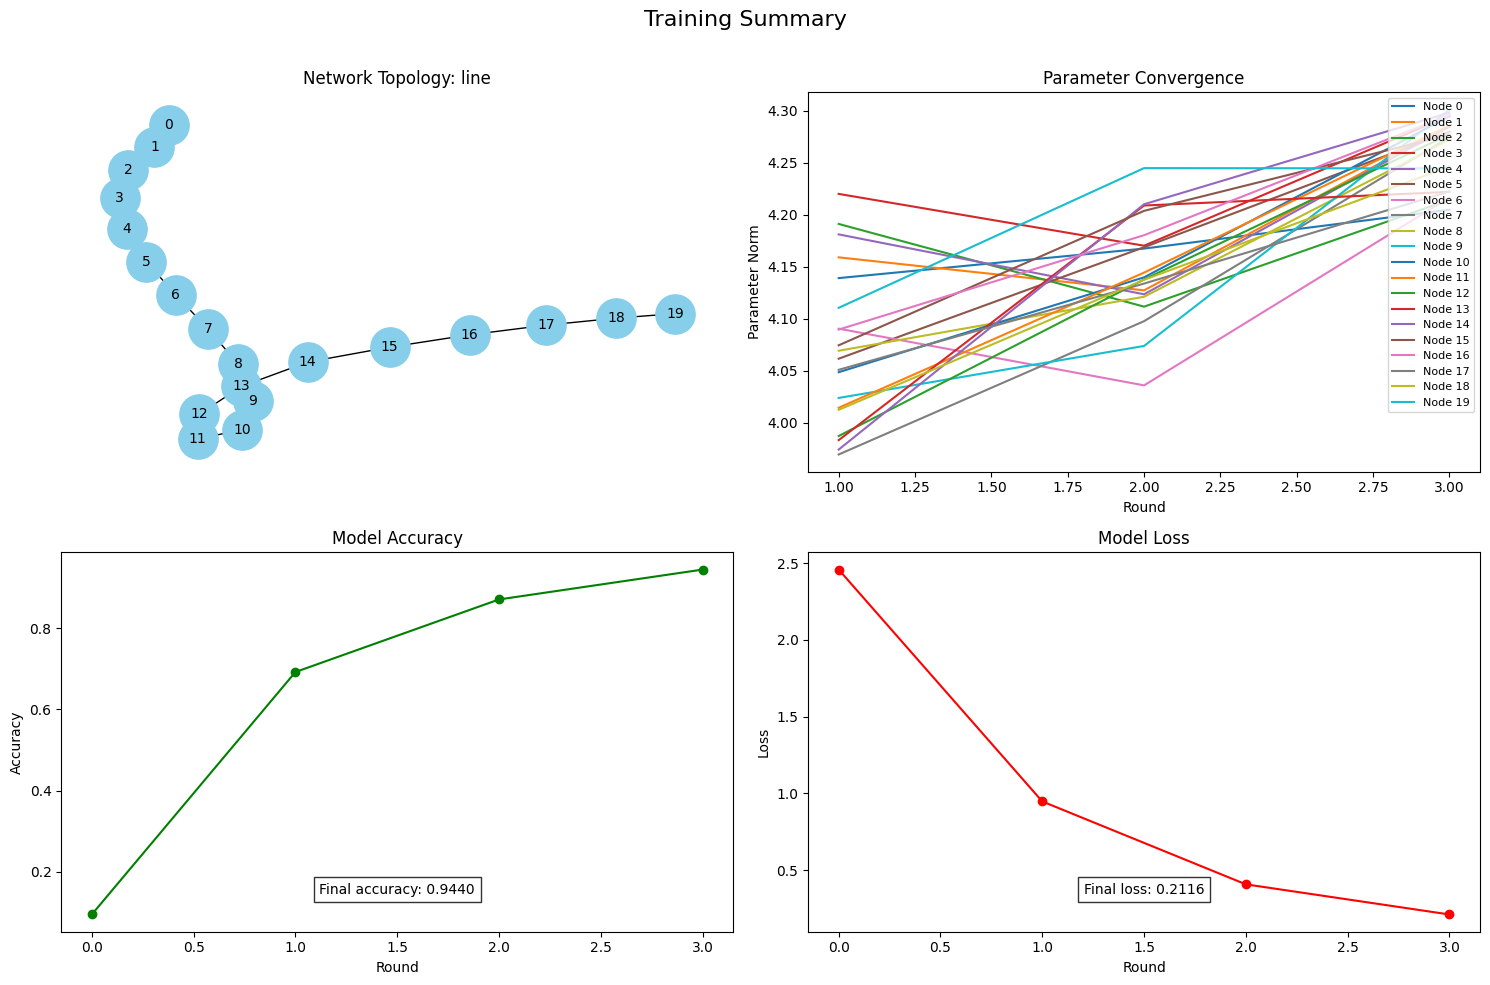 Training Summary
Network Topology: line
0
1
2
3
4
5
6
7
8
13
9
12
10
11
14
15
16
17
18
19
Parameter Convergence
Parameter Norm
4.30
4.25
4.20
4.15
4.10
4.05
4.00
Node 0
Node 1
Node 2
Node 3
Node 4
Node 5
Node 6
Node 7
Node 8
Node 9
Node 10
Node 11
Node 12
Node 13
Node 14
Node 15
Node 16
Node 17
Node 18
Node 19
1.00 1.25 1.50 1.75 2.00 2.25 2.50 2.75 3.00
Round
Model Accuracy
Accuracy
0.8
0.6
0.4
0.2
Final accuracy: 0.9440
0.0 0.5 1.0 1.5 2.0 2.5 3.0
Round
Model Loss
Loss
2.5
2.0
1.5
1.0
0.5
Final loss: 0.2116
0.0 0.5 1.0 1.5 2.0 2.5 3.0
Round